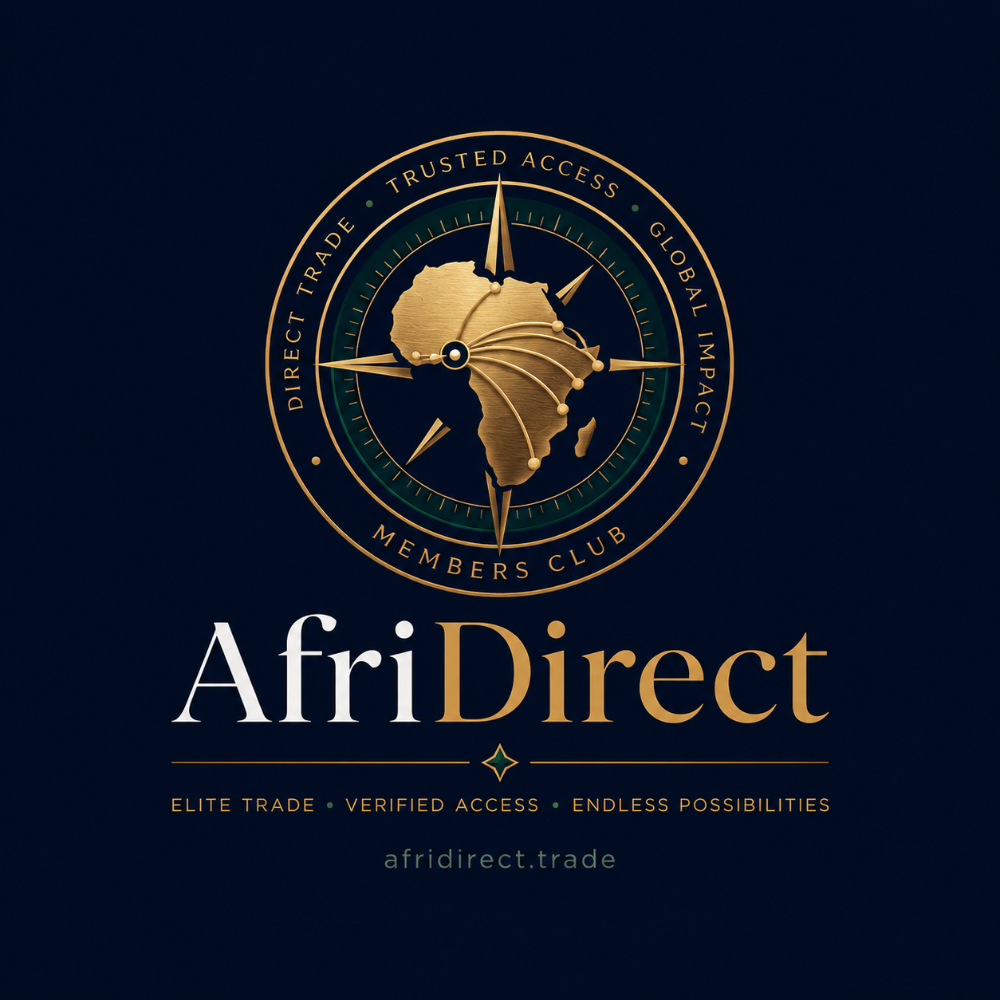 DIRECT TRADE • TRUSTED ACCESS • GLOBAL IMPACT
MEMBERS CLUB
AfriDirect
ELITE TRADE • VERIFIED ACCESS • ENDLESS POSSIBILITIES
afridirect.trade